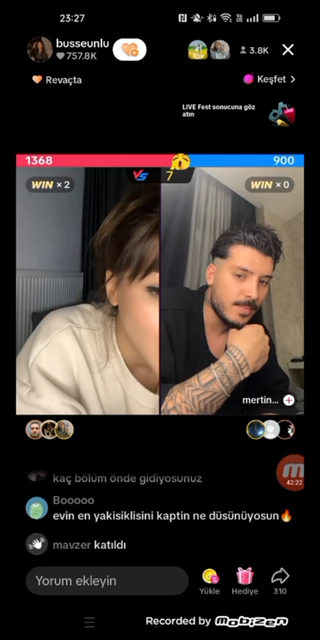 23:27
busseunlu
757.8K
3.8K
Revaçta
Keşfet
LIVE Fest sonucuna göz
atın
1368
900
WIN × 2
VS 7
WIN × 0
mertin...
kaç bölüm önde gidiyosunuz
Booooo
evin en yakisiklisini kaptin ne düsünüyosun
42:22
mavzer katıldı
Yorum ekleyin
Yükle
Hediye
310
Recorded by Mobizen